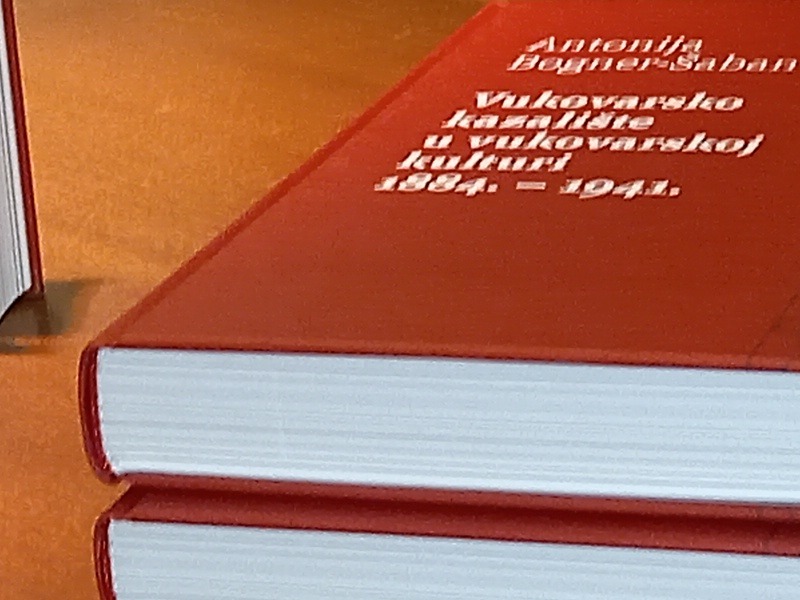 Antonija
Bogner-Šaban
Vukovarsko
kazalište
u vukovarskoj
kulturi
1884. – 1941.